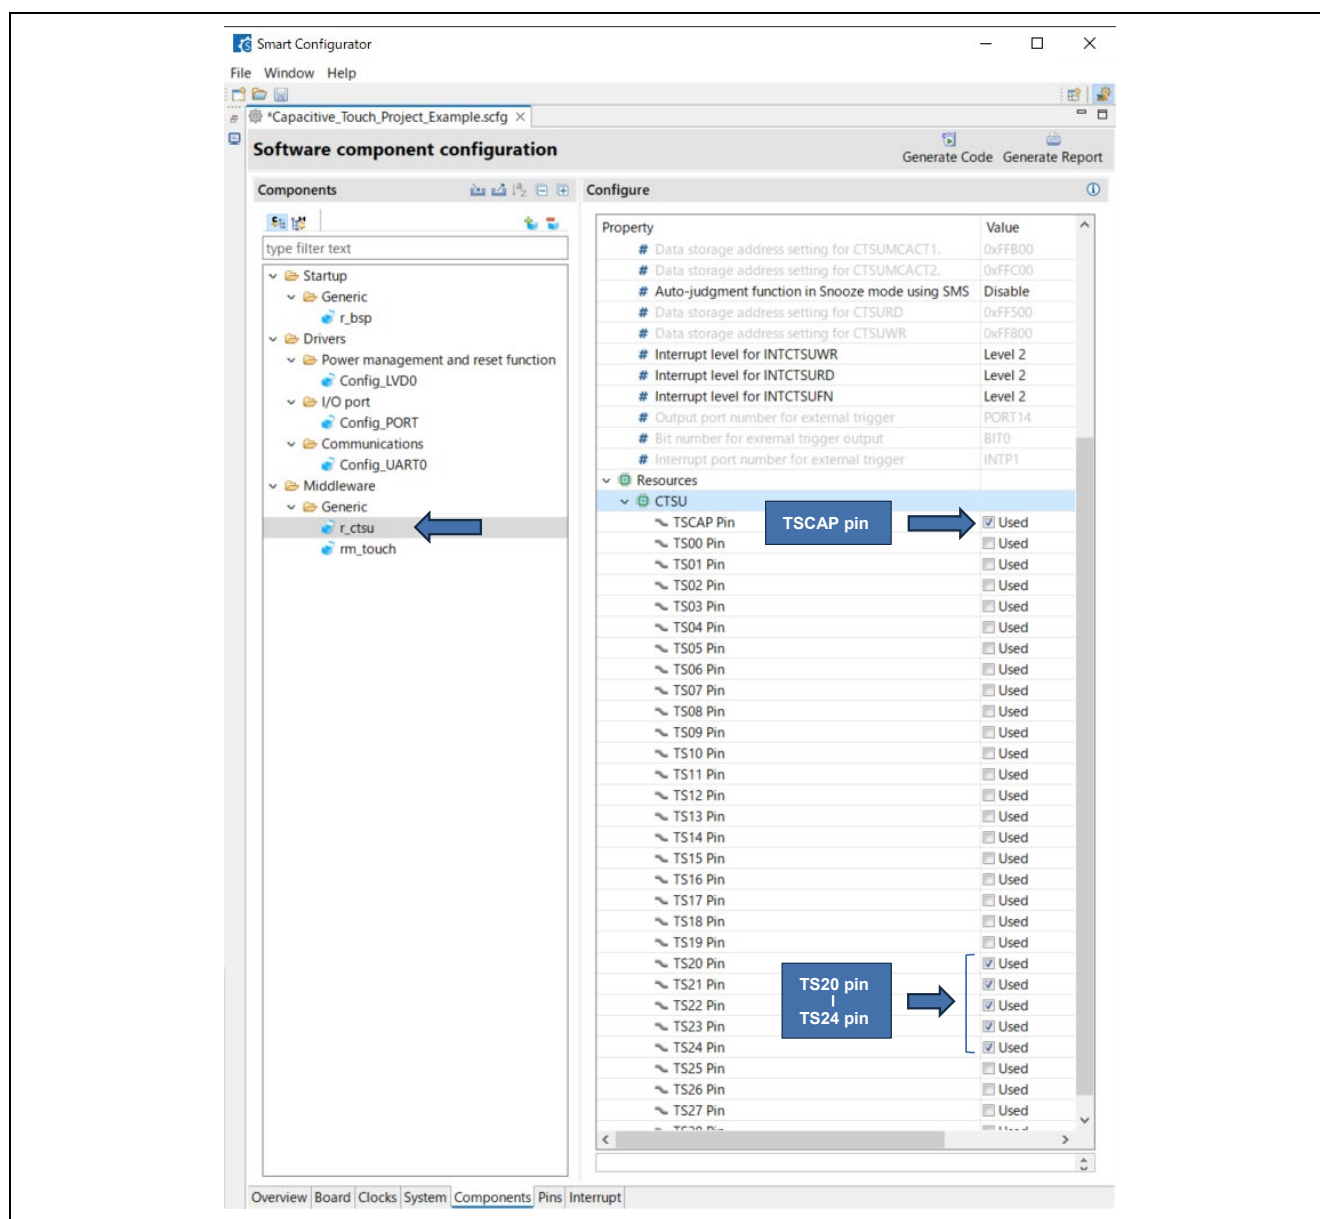 Smart Configurator
File Window Help
*Capacitive_Touch_Project_Example.scfg
Software component configuration
Generate Code Generate Report
Components
Configure
type filter text
Startup
Generic
r_bsp
Drivers
Power management and reset function
Config_LVD0
I/O port
Config_PORT
Communications
Config_UART0
Middleware
Generic
r_ctsu
rm_touch
Property Value
# Data storage address setting for CTSUMCACT1. 0xFFB00
# Data storage address setting for CTSUMCACT2. 0xFFC00
# Auto-judgment function in Snooze mode using SMS Disable
# Data storage address setting for CTSURD 0xFF500
# Data storage address setting for CTSUWR 0xFF800
# Interrupt level for INTCTSUWR Level 2
# Interrupt level for INTCTSURD Level 2
# Interrupt level for INTCTSUFN Level 2
# Output port number for external trigger PORT14
# Bit number for exremal trigger output BIT0
# Interrupt port number for external trigger INTP1
Resources
CTSU
TSCAP Pin TSCAP pin Used
TS00 Pin Used
TS01 Pin Used
TS02 Pin Used
TS03 Pin Used
TS04 Pin Used
TS05 Pin Used
TS06 Pin Used
TS07 Pin Used
TS08 Pin Used
TS09 Pin Used
TS10 Pin Used
TS11 Pin Used
TS12 Pin Used
TS13 Pin Used
TS14 Pin Used
TS15 Pin Used
TS16 Pin Used
TS17 Pin Used
TS18 Pin Used
TS19 Pin Used
TS20 Pin Used
TS21 Pin TS20 pin Used
TS22 Pin I Used
TS23 Pin TS24 pin Used
TS24 Pin Used
TS25 Pin Used
TS26 Pin Used
TS27 Pin Used
Overview Board Clocks System Components Pins Interrupt